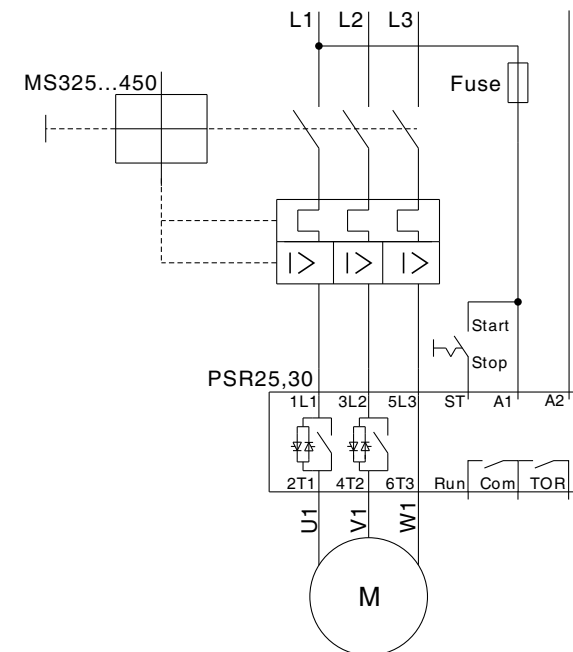 L1 L2 L3
MS325...450
Fuse
I> I> I>
Start
Stop
PSR25,30
1L1 3L2 5L3 ST A1 A2
2T1 4T2 6T3 Run Com TOR
U1 V1 W1
M